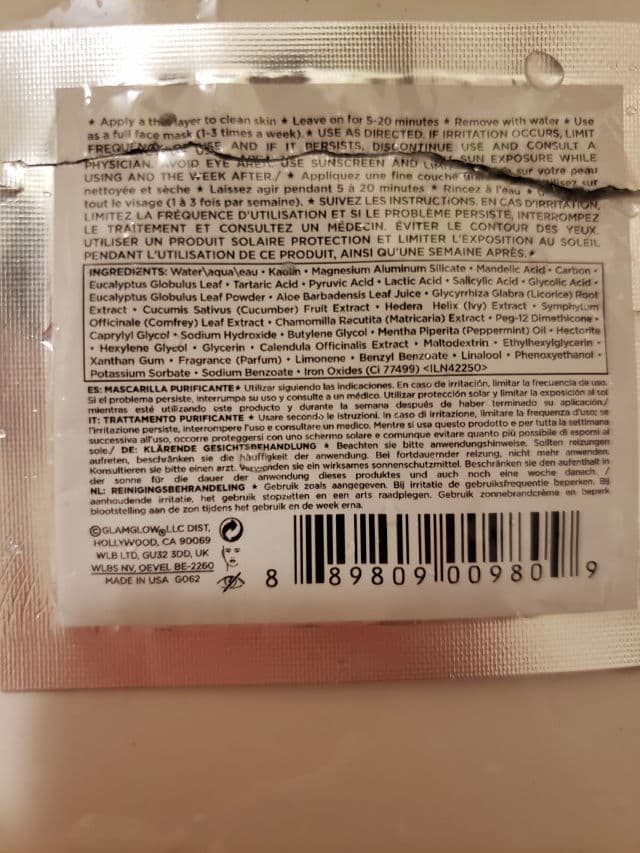 ★ Apply a thin layer to clean skin ★ Leave on for 5-20 minutes ★ Remove with water ★ Use
as a full face mask (1-3 times a week). ★ USE AS DIRECTED. IF IRRITATION OCCURS, LIMIT
FREQUENCY OF USE AND IF IT PERSISTS, DISCONTINUE USE AND CONSULT A
PHYSICIAN. AVOID EYE AREA. USE SUNSCREEN AND SUN EXPOSURE WHILE
USING AND THE WEEK AFTER./ ★ Appliquez une fine couche sur votre peau
nettoyée et sèche ★ Laissez agir pendant 5 à 20 minutes ★ Rincez à l'eau ★ sur
tout le visage (1 à 3 fois par semaine). ★ SUIVEZ LES INSTRUCTIONS. EN CAS D'IRRITATION,
LIMITEZ LA FRÉQUENCE D'UTILISATION ET SI LE PROBLÈME PERSISTE, INTERROMPEZ
LE TRAITEMENT ET CONSULTEZ UN MÉDECIN. ÉVITER LE CONTOUR DES YEUX.
UTILISER UN PRODUIT SOLAIRE PROTECTION ET LIMITER L'EXPOSITION AU SOLEIL
PENDANT L'UTILISATION DE CE PRODUIT, AINSI QU'UNE SEMAINE APRÈS. ★
INGREDIENTS: Water\aqua\eau • Kaolin • Magnesium Aluminum Silicate • Mandelic Acid • Carbon •
Eucalyptus Globulus Leaf • Tartaric Acid • Pyruvic Acid • Lactic Acid • Salicylic Acid • Glycolic Acid •
Eucalyptus Globulus Leaf Powder • Aloe Barbadensis Leaf Juice • Glycyrrhiza Glabra (Licorice) Root
Extract • Cucumis Sativus (Cucumber) Fruit Extract • Hedera Helix (Ivy) Extract • Symphytum
Officinale (Comfrey) Leaf Extract • Chamomilla Recutita (Matricaria) Extract • Peg-12 Dimethicone •
Caprylyl Glycol • Sodium Hydroxide • Butylene Glycol • Mentha Piperita (Peppermint) Oil • Hectorite
• Hexylene Glycol • Glycerin • Calendula Officinalis Extract • Maltodextrin • Ethylhexylglycerin •
Xanthan Gum • Fragrance (Parfum) • Limonene • Benzyl Benzoate • Linalool • Phenoxyethanol •
Potassium Sorbate • Sodium Benzoate • Iron Oxides (Ci 77499) <ILN42250>
ES: MASCARILLA PURIFICANTE ★ Utilizar siguiendo las indicaciones. En caso de irritación, limitar la frecuencia de uso.
Si el problema persiste, interrumpa su uso y consulte a un médico. Utilizar protección solar y limitar la exposición al sol
mientras esté utilizando este producto y durante la semana después de haber terminado su aplicación./
IT: TRATTAMENTO PURIFICANTE ★ Usare secondo le istruzioni. In caso di irritazione, limitare la frequenza d'uso; se
l'irritazione persiste, interrompere l'uso e consultare un medico. Mentre si usa questo prodotto e per tutta la settimana
successiva all'uso, occorre proteggersi con uno schermo solare e comunque evitare quanto più possibile di esporsi al
sole./ DE: KLÄRENDE GESICHTSBEHANDLUNG ★ Beachten sie bitte anwendungshinweise. Sollten reizungen
auftreten, beschränken sie die häuffigkeit der anwendung. Bei fortdauernder reizung, nicht mehr anwenden.
Konsultieren sie bitte einen arzt. Verwenden sie ein wirksames sonnenschutzmittel. Beschränken sie den aufenthalt in
der sonne für die dauer der anwendung dieses produktes und auch noch eine woche danach. /
NL: REINIGINGSBEHANDELING ★ Gebruik zoals aangegeven. Bij irritatie de gebruiksfrequentie beperken. Bij
aanhoudende irritatie, het gebruik stopzetten en een arts raadplegen. Gebruik zonnebrandcrème en beperk
blootstelling aan de zon tijdens het gebruik en de week erna.
©GLAMGLOW® LLC DIST,
HOLLYWOOD, CA 90069
WLB LTD, GU32 3DD, UK
WLBS NV, OEVEL BE-2260
MADE IN USA G062
8 89809 00980 9